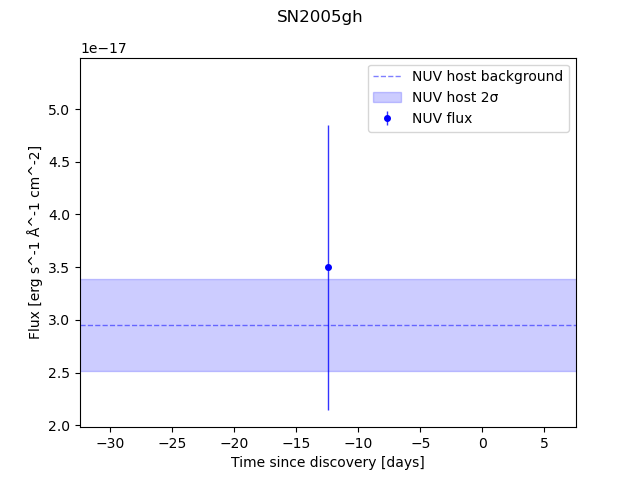 SN2005gh
1e−17
NUV host background
NUV host 2σ
NUV flux
5.0
4.5
4.0
3.5
3.0
2.5
2.0
Flux [erg s^-1 Å^-1 cm^-2]
−30
−25
−20
−15
−10
−5
0
5
Time since discovery [days]